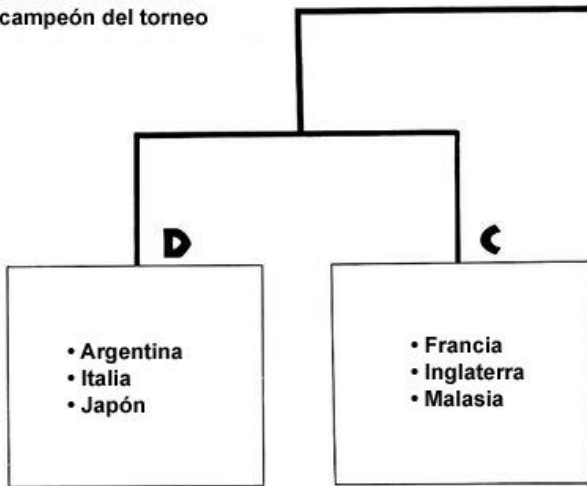 campeón del torneo
D
C
• Argentina
• Italia
• Japón
• Francia
• Inglaterra
• Malasia